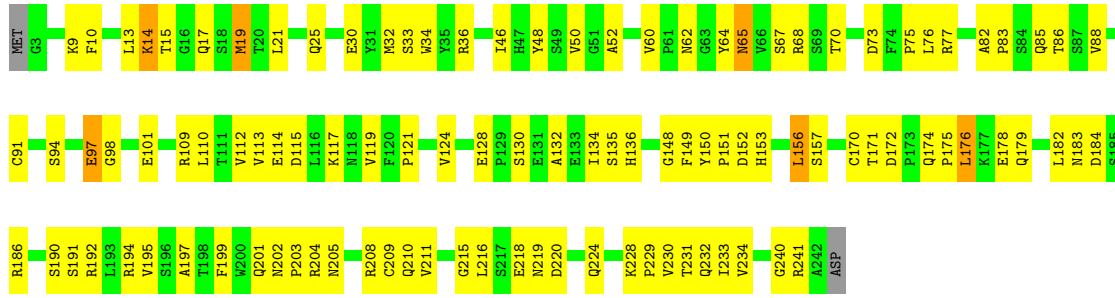 MET G3 K9 F10 L13 K14 T15 G16 Q17 S18 M19 T20 L21 Q25 E30 Y31 M32 S33 W34 Y35 R36 I46 H47 Y48 S49 V50 G51 A52 V60 P61 N62 G63 Y64 N65 V66 S67 R68 S69 T70 D73 F74 P75 L76 R77 A82 P83 S84 Q85 T86 S87 V88
C91 S94 E97 G98 E101 R109 L110 T111 V112 V113 E114 D115 L116 K117 N118 V119 F120 P121 V124 E128 P129 S130 E131 A132 E133 I134 S135 H136 G148 F149 Y150 P151 D152 H153 L156 S157 C170 T171 D172 P173 Q174 P175 L176 K177 E178 Q179 L182 N183 D184 S185
R186 S190 S191 R192 L193 R194 V195 S196 A197 T198 F199 W200 Q201 N202 P203 R204 N205 R208 C209 Q210 V211 G215 L216 S217 E218 N219 D220 Q224 K228 P229 V230 T231 Q232 I233 V234 G240 R241 A242 ASP